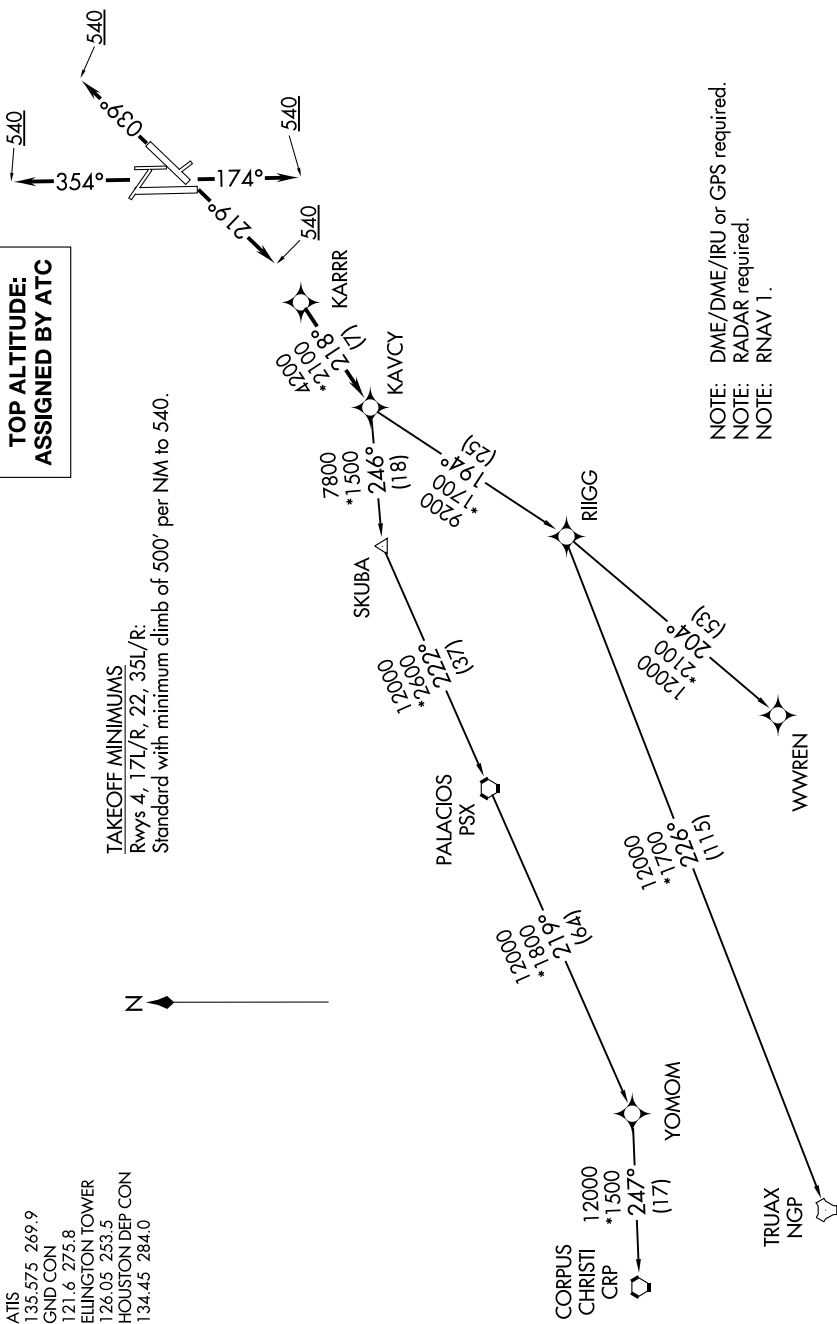 ATIS
135.575 269.9
GND CON
121.6 275.8
ELLINGTON TOWER
126.05 253.5
HOUSTON DEP CON
134.45 284.0
TOP ALTITUDE:
ASSIGNED BY ATC
TAKEOFF MINIMUMS
Rwys 4, 17L/R, 22, 35L/R:
Standard with minimum climb of 500' per NM to 540.
N
540
540
354°
039°
174°
219°
540
540
KARRR
4200
*2100
218°
(7)
KAVCY
7800
*1500
246°
(18)
SKUBA
9200
*1700
194°
(25)
RIIGG
12000
*2600
222°
(37)
PALACIOS
PSX
12000
*2100
204°
(53)
WWREN
12000
*1800
219°
(64)
YOMOM
12000
*1700
226°
(115)
TRUAX
NGP
12000
*1500
247°
(17)
CORPUS
CHRISTI
CRP
NOTE: DME/DME/IRU or GPS required.
NOTE: RADAR required.
NOTE: RNAV 1.